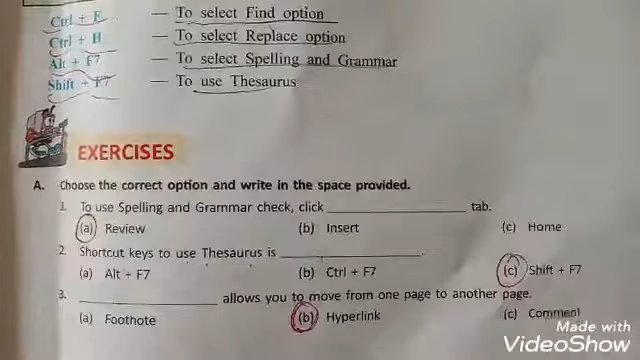 Ctrl + F — To select Find option
Ctrl + H — To select Replace option
Alt + F7 — To select Spelling and Grammar
Shift + F7 — To use Thesaurus
EXERCISES
A. Choose the correct option and write in the space provided.
1. To use Spelling and Grammar check, click ____________ tab.
(a) Review (b) Insert (c) Home
2. Shortcut keys to use Thesaurus is ____________.
(a) Alt + F7 (b) Ctrl + F7 (c) Shift + F7
3. ____________ allows you to move from one page to another page.
(a) Footnote (b) Hyperlink (c) Comment
Made with
VideoShow